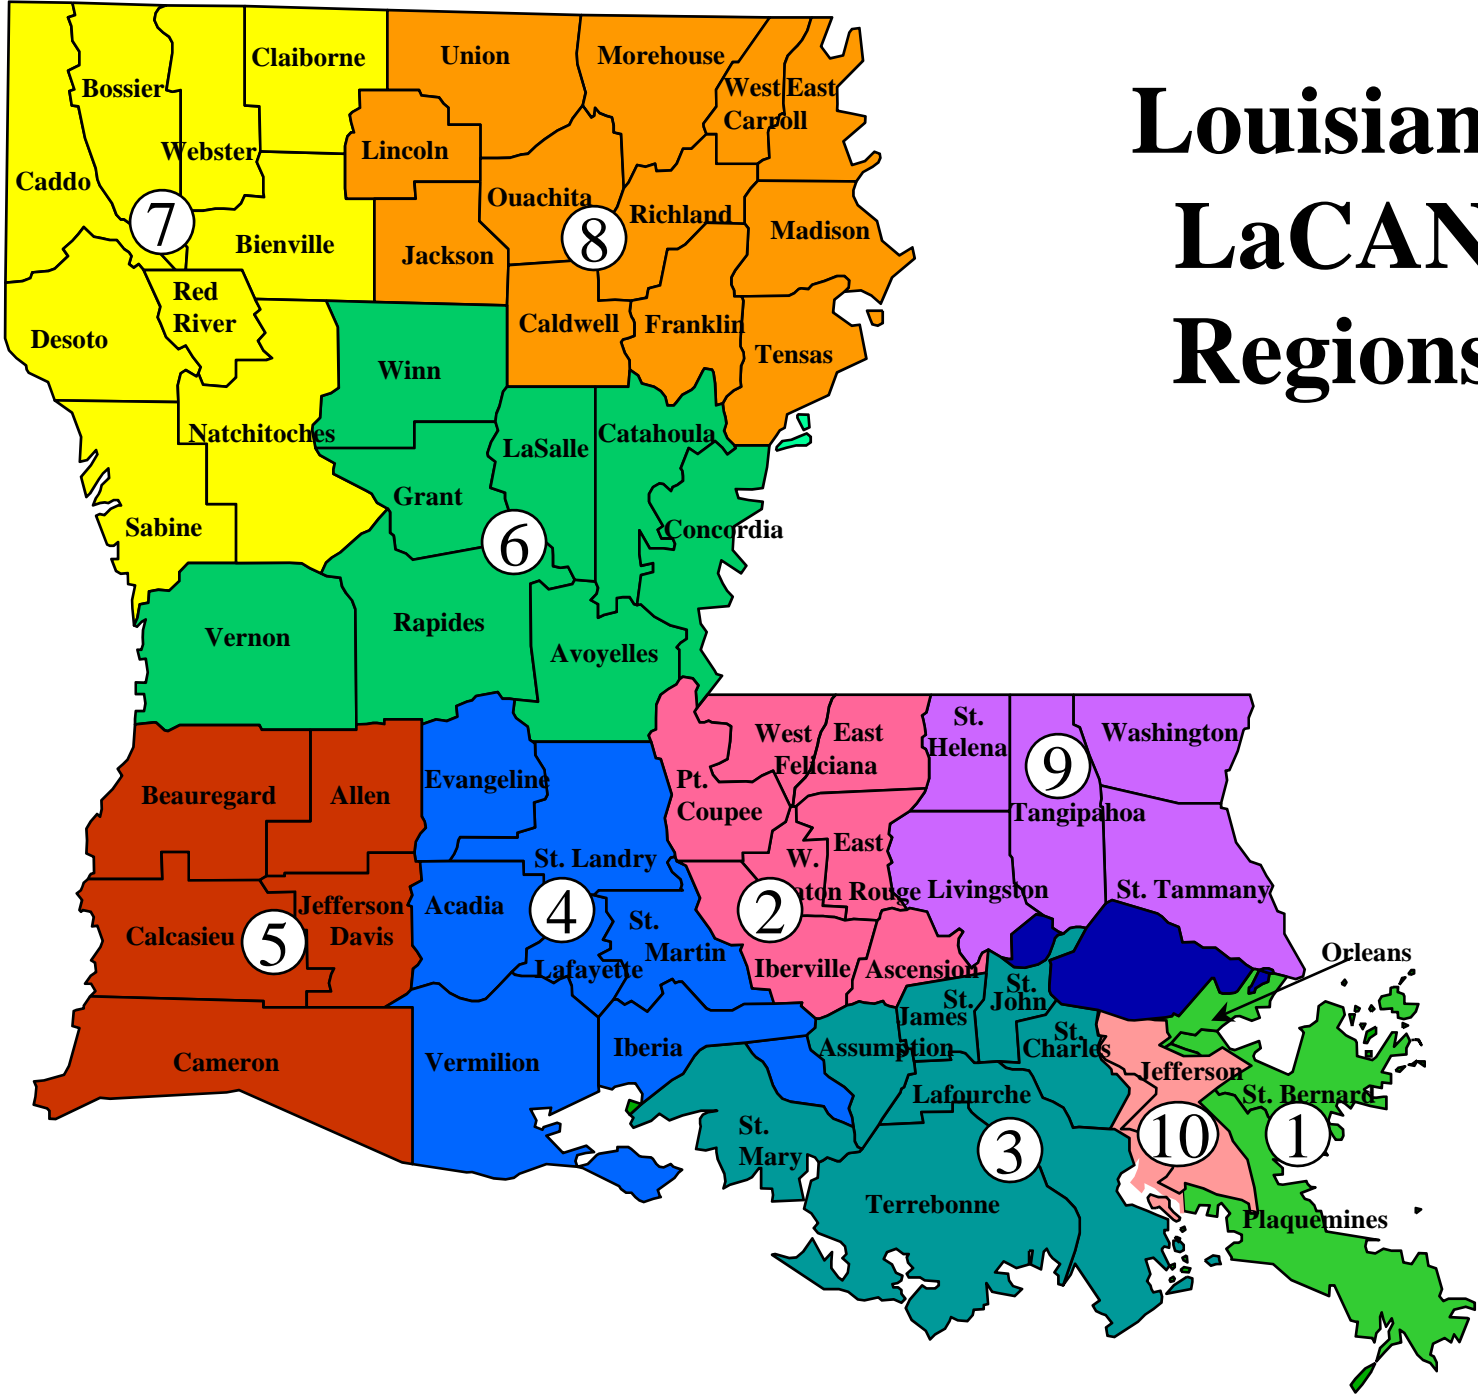 Louisian
LaCAN
Regions
Claiborne
Union
Morehouse
Bossier
West East
Carroll
Webster
Lincoln
Caddo
Ouachita
Richland
7
8
Madison
Bienville
Jackson
Red
River
Desoto
Caldwell
Franklin
Tensas
Winn
Natchitoches
LaSalle
Catahoula
Grant
Sabine
6
Concordia
Vernon
Rapides
Avoyelles
St.
Helena
West East
Feliciana
Washington
9
Evangeline
Pt.
Coupee
Beauregard
Allen
Tangipahoa
St. Landry
W. East
aton Rouge
Livingston
St. Tammany
Acadia
4
2
Jefferson
Davis
Calcasieu
5
St.
Martin
Lafayette
Iberville
Ascension
Orleans
St.
John
St.
James
St.
Charles
Cameron
Vermilion
Iberia
Assumption
Jefferson
Lafourche
St. Bernard
St.
Mary
3
10
1
Terrebonne
Plaquemines